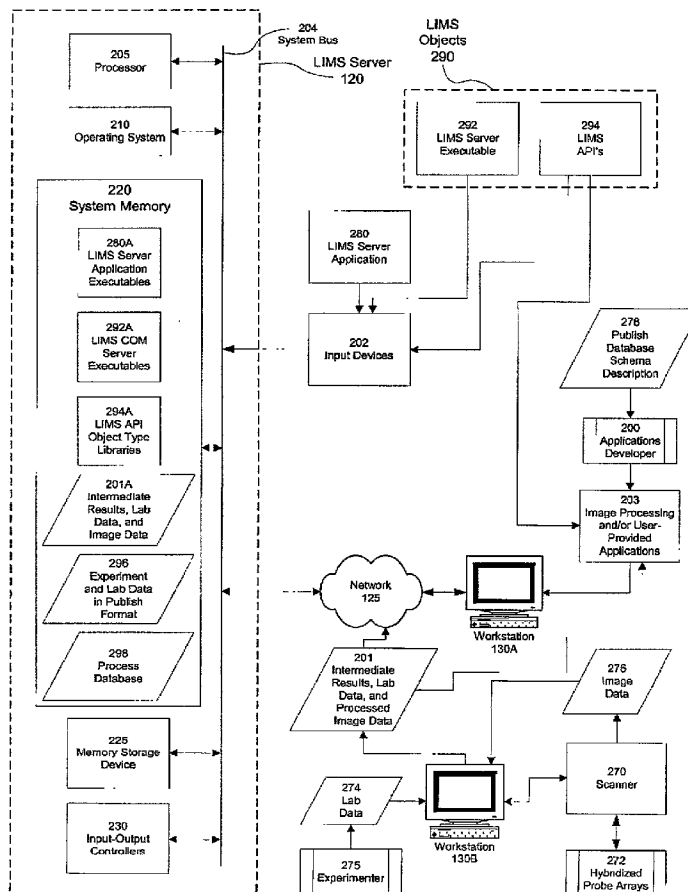 204
System Bus
LIMS Server
120
205
Processor
210
Operating System
220
System Memory
280A
LIMS Server
Application
Executables
292A
LIMS COM
Server
Executables
294A
LIMS API
Object Type
Libraries
201A
Intermediate
Results, Lab
Data, and
Image Data
296
Experiment
and Lab Data
in Publish
Format
298
Process
Database
225
Memory Storage
Device
230
Input-Output
Controllers
LIMS
Objects
290
292
LIMS Server
Executable
294
LIMS
API's
280
LIMS Server
Application
202
Input Devices
278
Publish
Database
Schema
Description
200
Applications
Developer
203
Image Processing
and/or User-
Provided
Applications
Network
125
Workstation
130A
201
Intermediate
Results, Lab
Data, and
Processed
Image Data
276
Image
Data
274
Lab
Data
270
Scanner
Workstation
130B
275
Experimenter
272
Hybridized
Probe Arrays